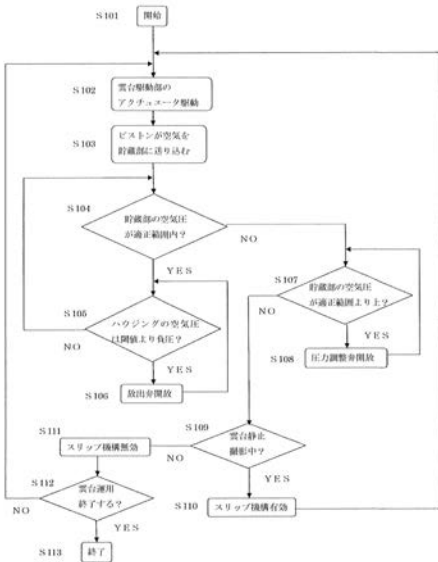 S101
開始
S102
雲台駆動部の
アクチュエータ駆動
S103
ピストンが空気を
貯蔵部に送り込む
S104
貯蔵部の空気圧
が適正範囲内?
NO
YES
S107
貯蔵部の空気圧
が適正範囲より上?
NO
YES
S105
ハウジングの空気圧
は閾値より負圧?
NO
YES
S108
圧力調整弁開放
S106
放出弁開放
S109
雲台静止
撮影中?
NO
YES
S111
スリップ機構無効
S110
スリップ機構有効
S112
雲台運用
終了する?
NO
YES
S113
終了